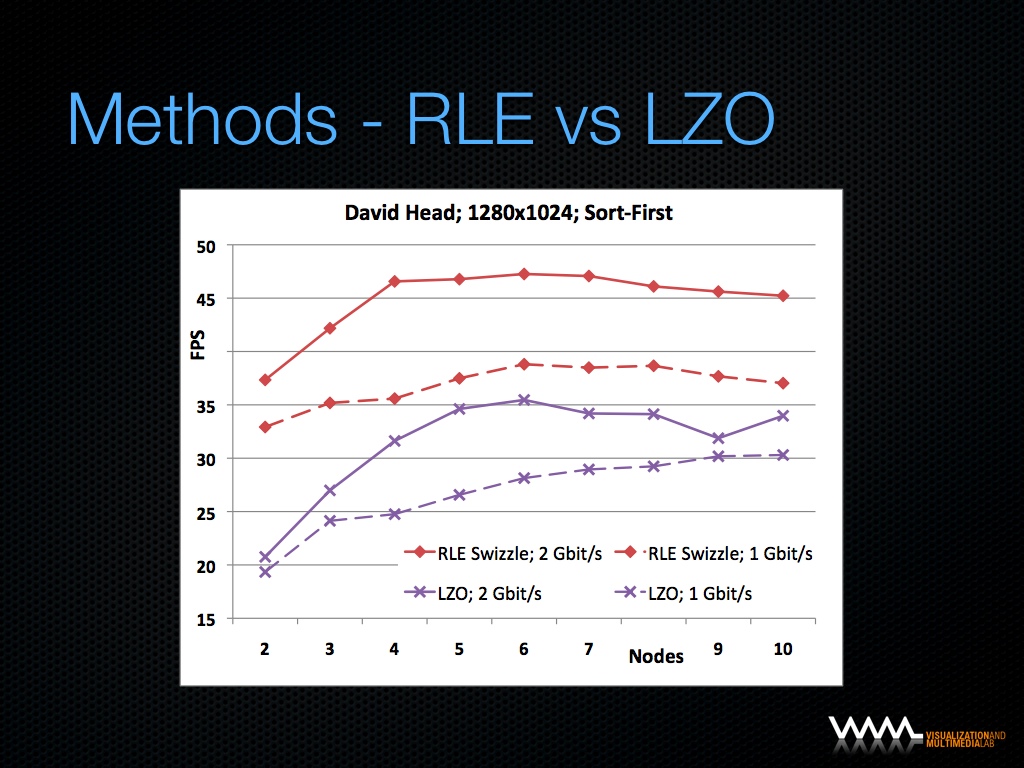 Methods - RLE vs LZO
David Head; 1280x1024; Sort-First
50
45
FPS
35
30
25
20
15
RLE Swizzle; 2 Gbit/s
RLE Swizzle; 1 Gbit/s
LZO; 2 Gbit/s
LZO; 1 Gbit/s
2 3 4 5 6 7 Nodes 9 10
VISUALIZATIONAND
MULTIMEDIALAB